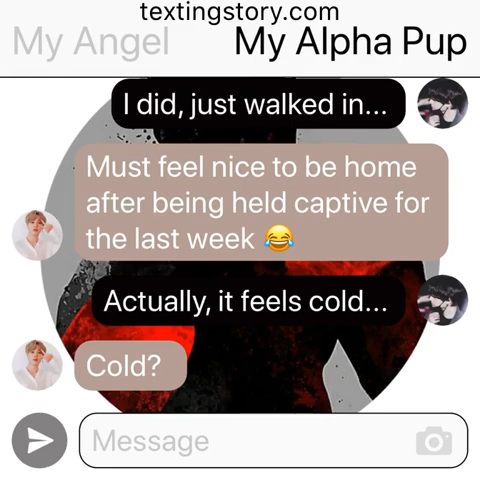 textingstory.com
My Angel My Alpha Pup
I did, just walked in...
Must feel nice to be home
after being held captive for
the last week 😂
Actually, it feels cold...
Cold?
Message